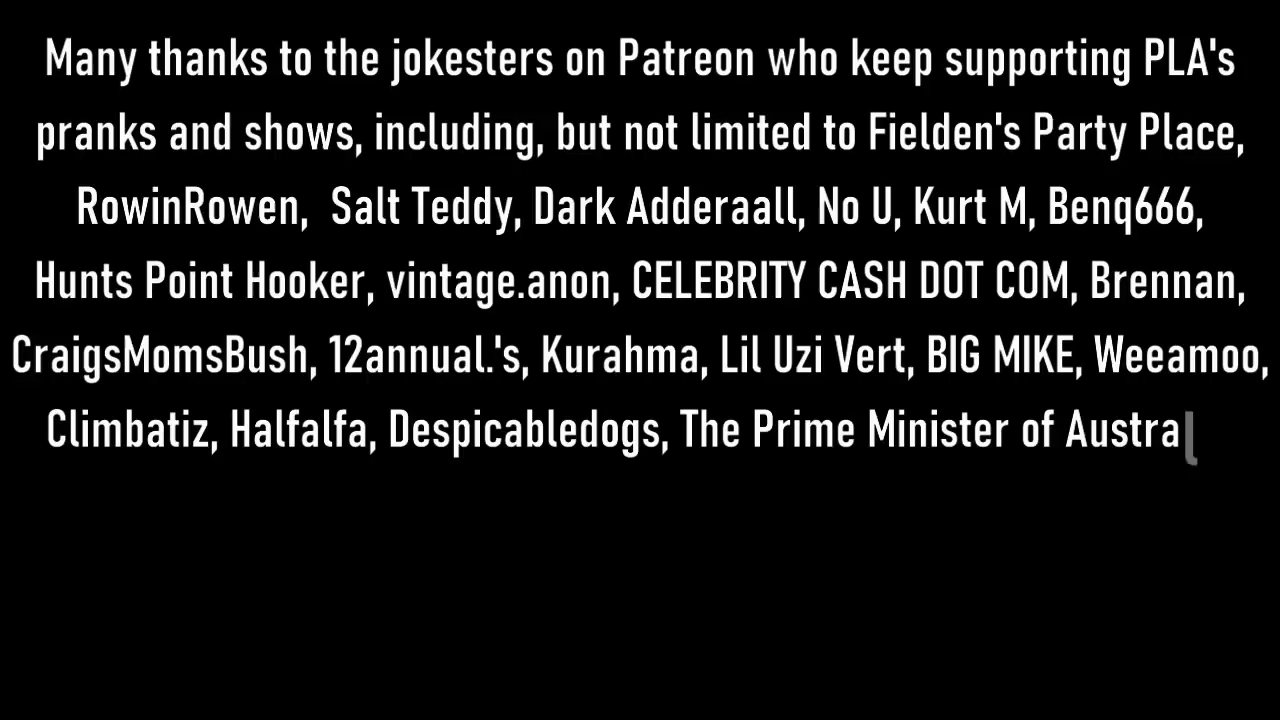 Many thanks to the jokesters on Patreon who keep supporting PLA's
pranks and shows, including, but not limited to Fielden's Party Place,
RowinRowen,  Salt Teddy, Dark Adderaall, No U, Kurt M, Benq666,
Hunts Point Hooker, vintage.anon, CELEBRITY CASH DOT COM, Brennan,
CraigsMomsBush, 12annual.'s, Kurahma, Lil Uzi Vert, BIG MIKE, Weeamoo,
Climbatiz, Halfalfa, Despicabledogs, The Prime Minister of Austral